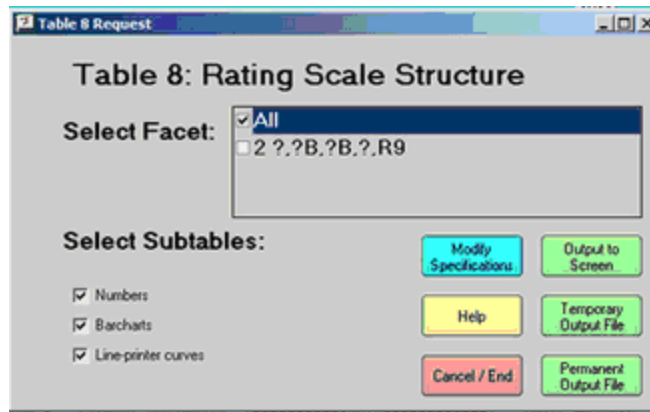 Table 8 Request
Table 8: Rating Scale Structure
Select Facet:
All
2 ?,?B,?B,?,R9
Select Subtables:
Numbers
Barcharts
Line-printer curves
Modify
Specifications
Output to
Screen
Help
Temporary
Output File
Cancel / End
Permanent
Output File